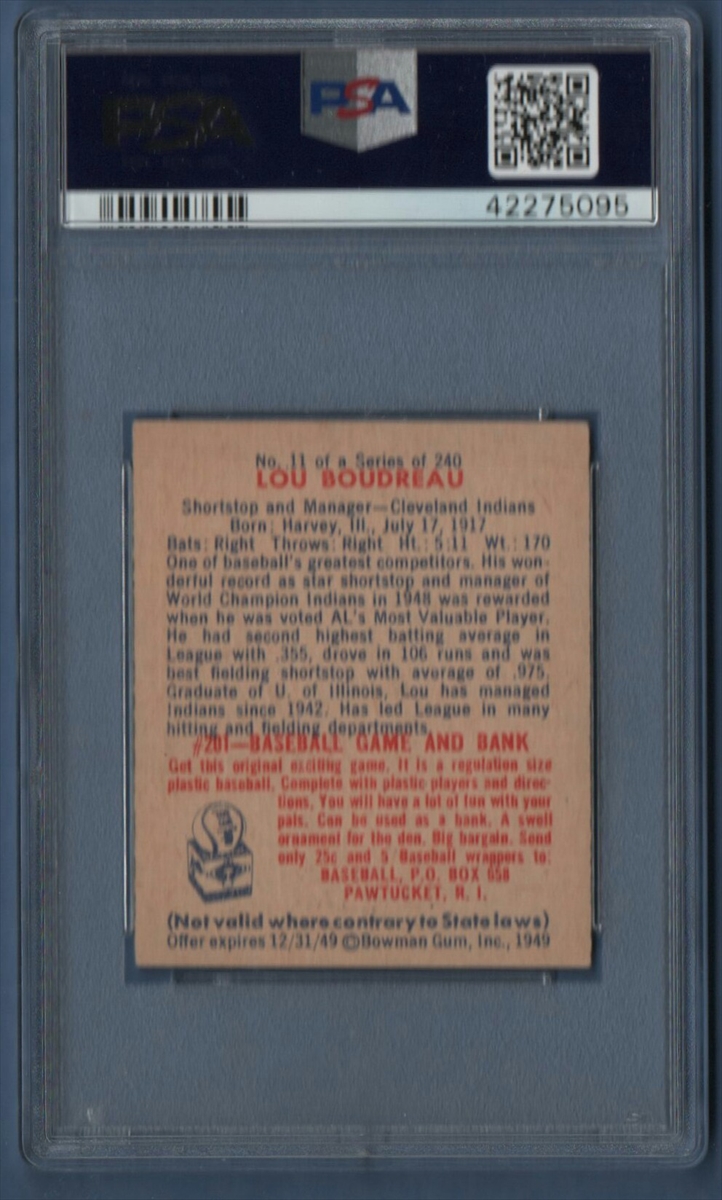 PSA
PSA
42275095
No. 11 of a Series of 240
LOU BOUDREAU
Shortstop and Manager—Cleveland Indians
Born: Harvey, Ill., July 17, 1917
Bats: Right Throws: Right Ht.: 5:11 Wt.: 170
One of baseball's greatest competitors. His won-
derful record as star shortstop and manager of
World Champion Indians in 1948 was rewarded
when he was voted AL's Most Valuable Player.
He had second highest batting average in
League with .355, drove in 106 runs and was
best fielding shortstop with average of .975.
Graduate of U. of Illinois, Lou has managed
Indians since 1942. Has led League in many
hitting and fielding departments.
#201—BASEBALL GAME AND BANK
Get this original exciting game. It is a regulation size
plastic baseball. Complete with plastic players and direc-
tions. You will have a lot of fun with your
pals. Can be used as a bank. A swell
ornament for the den. Big bargain. Send
only 25c and 5 Baseball wrappers to:
BASEBALL, P.O. BOX 658
PAWTUCKET, R. I.
(Not valid where contrary to State laws)
Offer expires 12/31/49 ©Bowman Gum, Inc., 1949